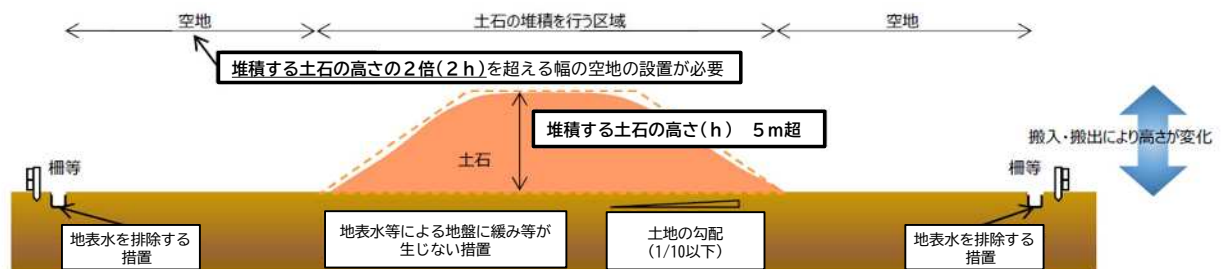 空地
土石の堆積を行う区域
空地
堆積する土石の高さの2倍(2h)を超える幅の空地の設置が必要
堆積する土石の高さ(h) 5m超
搬入・搬出により高さが変化
土石
柵等
柵等
地表水を排除する
措置
地表水等による地盤に緩み等が
生じない措置
土地の勾配
(1/10以下)
地表水を排除する
措置